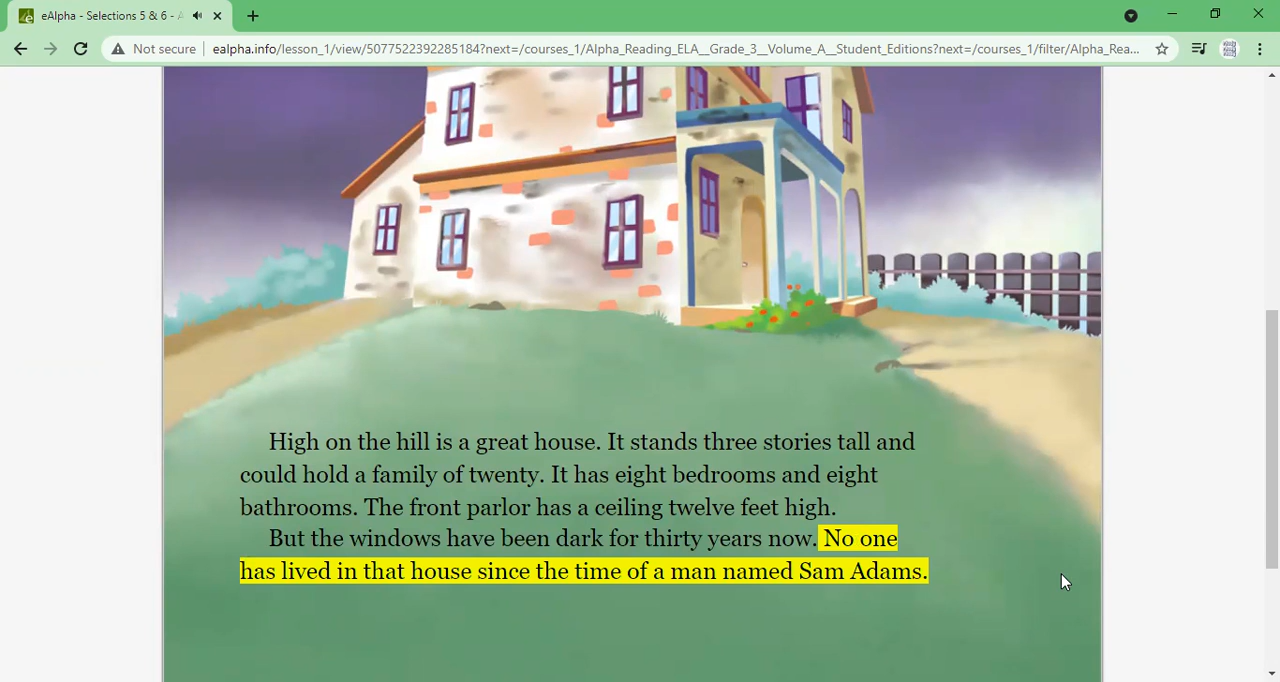 eAlpha - Selections 5 & 6 - A
Not secure
ealpha.info/lesson_1/view/5077522392285184?next=/courses_1/Alpha_Reading_ELA__Grade_3__Volume_A__Student_Editions?next=/courses_1/filter/Alpha_Rea...
High on the hill is a great house. It stands three stories tall and
could hold a family of twenty. It has eight bedrooms and eight
bathrooms. The front parlor has a ceiling twelve feet high.
But the windows have been dark for thirty years now. No one
has lived in that house since the time of a man named Sam Adams.